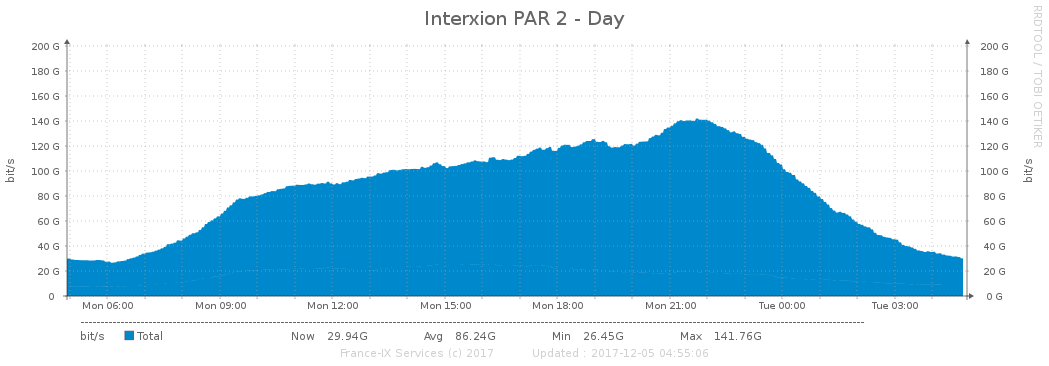 Interxion PAR 2 - Day
RRDTOOL / TOBI OETIKER
200 G 200 G
180 G 180 G
160 G 160 G
140 G 140 G
120 G 120 G
100 G 100 G
80 G 80 G
60 G 60 G
40 G 40 G
20 G 20 G
0 0 G
bit/s bit/s
Mon 06:00 Mon 09:00 Mon 12:00 Mon 15:00 Mon 18:00 Mon 21:00 Tue 00:00 Tue 03:00
bit/s Total Now 29.94G Avg 86.24G Min 26.45G Max 141.76G
France-IX Services (c) 2017 Updated : 2017-12-05 04:55:06